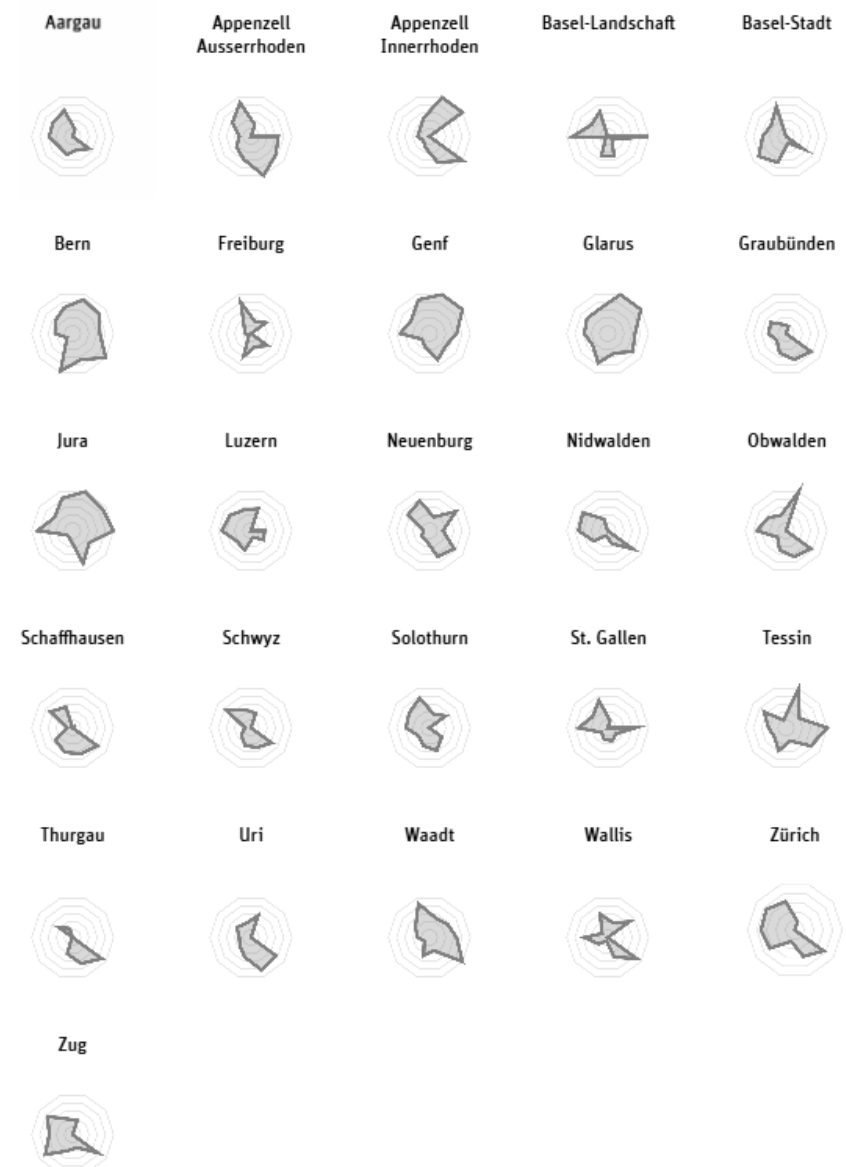 Aargau
Appenzell
Ausserrhoden
Appenzell
Innerrhoden
Basel-Landschaft
Basel-Stadt
Bern
Freiburg
Genf
Glarus
Graubünden
Jura
Luzern
Neuenburg
Nidwalden
Obwalden
Schaffhausen
Schwyz
Solothurn
St. Gallen
Tessin
Thurgau
Uri
Waadt
Wallis
Zürich
Zug